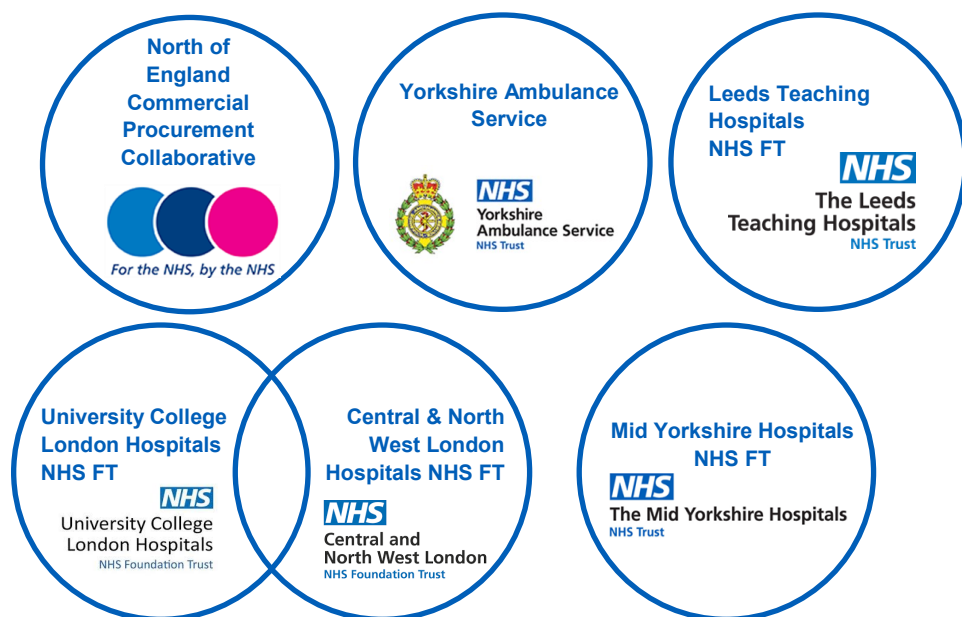 North of
England
Commercial
Procurement
Collaborative
For the NHS, by the NHS
Yorkshire Ambulance
Service
NHS
Yorkshire
Ambulance Service
NHS Trust
Leeds Teaching
Hospitals
NHS FT
NHS
The Leeds
Teaching Hospitals
NHS Trust
University College
London Hospitals
NHS FT
NHS
University College
London Hospitals
NHS Foundation Trust
Central & North
West London
Hospitals NHS FT
NHS
Central and
North West London
NHS Foundation Trust
Mid Yorkshire Hospitals
NHS FT
NHS
The Mid Yorkshire Hospitals
NHS Trust